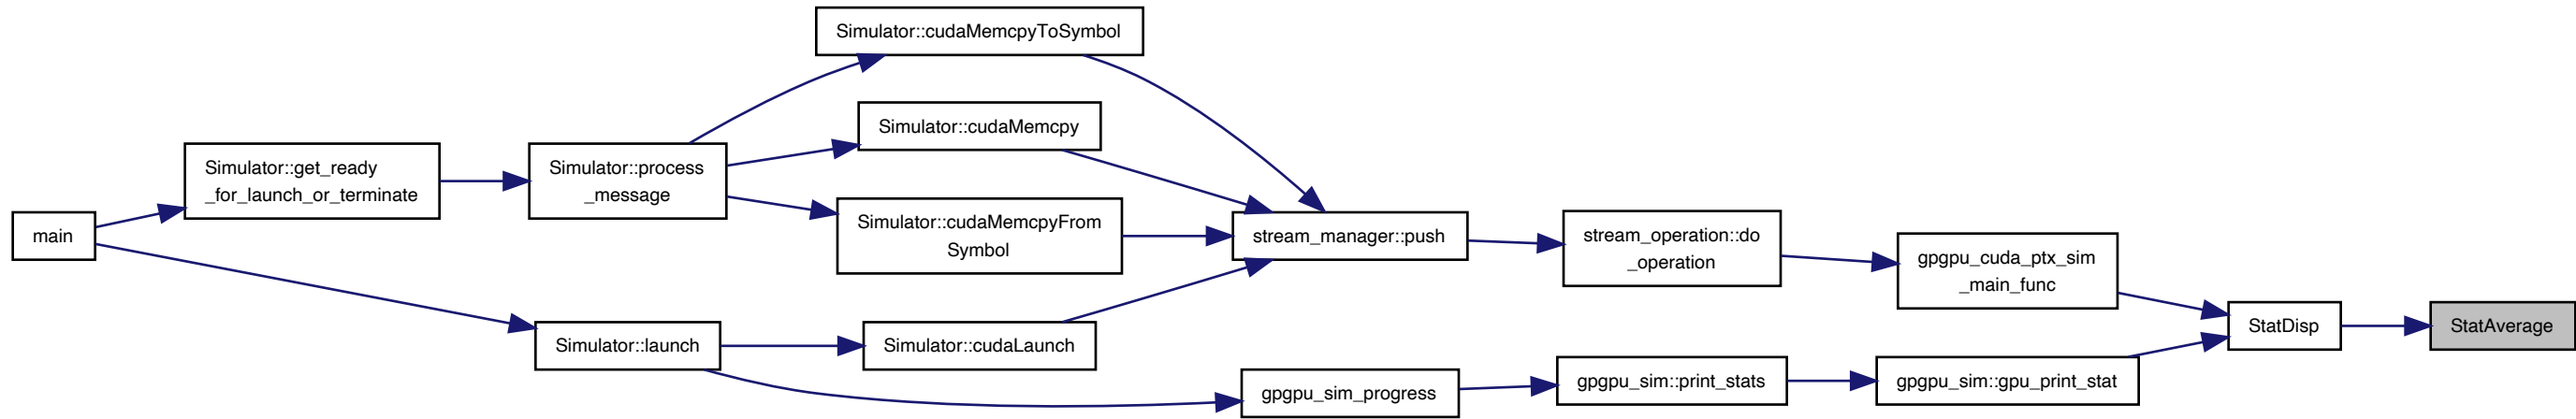 main
Simulator::get_ready
_for_launch_or_terminate
Simulator::process
_message
Simulator::cudaMemcpyToSymbol
Simulator::cudaMemcpy
Simulator::cudaMemcpyFrom
Symbol
Simulator::launch
Simulator::cudaLaunch
stream_manager::push
gpgpu_sim_progress
stream_operation::do
_operation
gpgpu_sim::print_stats
gpgpu_cuda_ptx_sim
_main_func
gpgpu_sim::gpu_print_stat
StatDisp
StatAverage